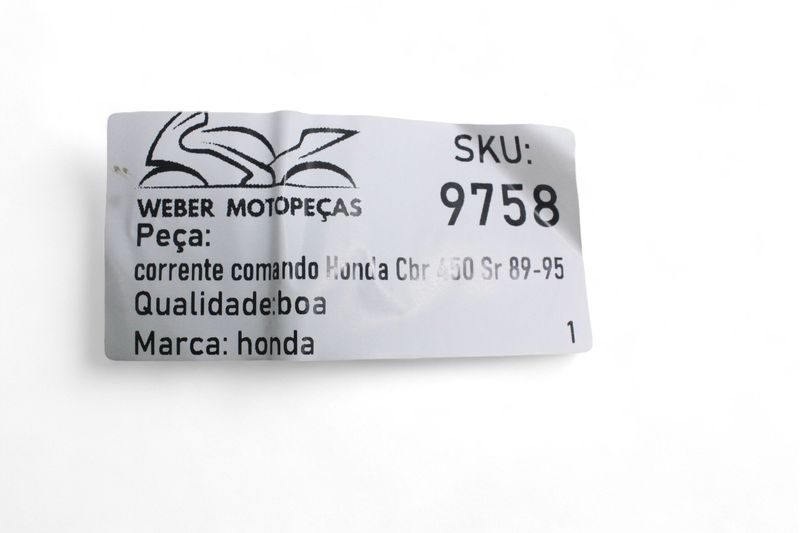 WEBER MOTOPEÇAS
SKU:
9758
Peça:
corrente comando Honda Cbr 450 Sr 89-95
Qualidade:boa
Marca: honda
1